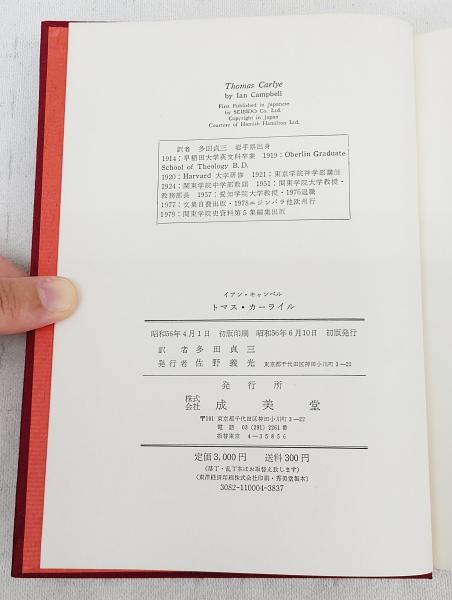 Thomas Carlye
by Ian Campbell
First Published in Japanese
by SEIBIDO Co. Ltd.
Copyright in Japan
Courtesy of Hamish Hamilton Ltd.
訳者 多田貞三 岩手県出身
1914：早稲田大学英文科卒業 1919：Oberlin Graduate
School of Theology B. D.
1920：Harvard 大学研修 1921：東京学院神学部講師
1924：関東学院中学部教頭 1951：関東学院大学教授・
教務部長 1957：愛知学院大学教授・1976退職
1977：文集自費出版・1978エジンバラ他欧州行
1979：関東学院史資料第5集編集出版
イアン・キャンベル
トマス・カーライル
昭和56年4月1日 初版印刷 昭和56年6月10日 初版発行
訳者 多田貞三
発行者 佐野義光 東京都千代田区神田小川町3-22
発行所
株式会社 成美堂
〒101 東京都千代田区神田小川町3-22
電話 03(291)2261番
振替東京 4-35856
定価3,000円 送料300円
(落丁・乱丁本はお取替え致します)
(東洋経済印刷株式会社印刷・秀美堂製本)
3082-110004-3837